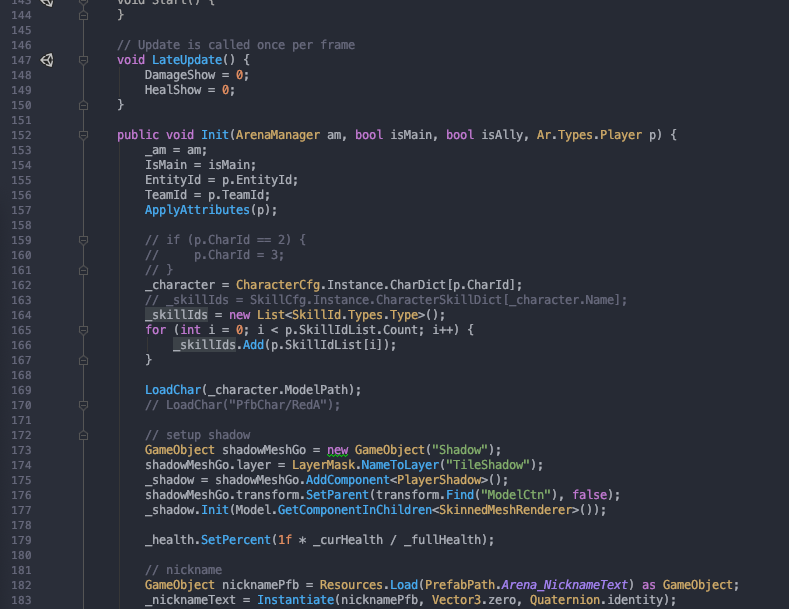 143 void Start() {
144 }
145
146 // Update is called once per frame
147 void LateUpdate() {
148 DamageShow = 0;
149 HealShow = 0;
150 }
151
152 public void Init(ArenaManager am, bool isMain, bool isAlly, Ar.Types.Player p) {
153 _am = am;
154 IsMain = isMain;
155 EntityId = p.EntityId;
156 TeamId = p.TeamId;
157 ApplyAttributes(p);
158
159 // if (p.CharId == 2) {
160 //     p.CharId = 3;
161 // }
162 _character = CharacterCfg.Instance.CharDict[p.CharId];
163 // _skillIds = SkillCfg.Instance.CharacterSkillDict[_character.Name];
164 _skillIds = new List<SkillId.Types.Type>();
165 for (int i = 0; i < p.SkillIdList.Count; i++) {
166 _skillIds.Add(p.SkillIdList[i]);
167 }
168
169 LoadChar(_character.ModelPath);
170 // LoadChar("PfbChar/RedA");
171
172 // setup shadow
173 GameObject shadowMeshGo = new GameObject("Shadow");
174 shadowMeshGo.layer = LayerMask.NameToLayer("TileShadow");
175 _shadow = shadowMeshGo.AddComponent<PlayerShadow>();
176 shadowMeshGo.transform.SetParent(transform.Find("ModelCtn"), false);
177 _shadow.Init(Model.GetComponentInChildren<SkinnedMeshRenderer>());
178
179 _health.SetPercent(1f * _curHealth / _fullHealth);
180
181 // nickname
182 GameObject nicknamePfb = Resources.Load(PrefabPath.Arena_NicknameText) as GameObject;
183 _nicknameText = Instantiate(nicknamePfb, Vector3.zero, Quaternion.identity);